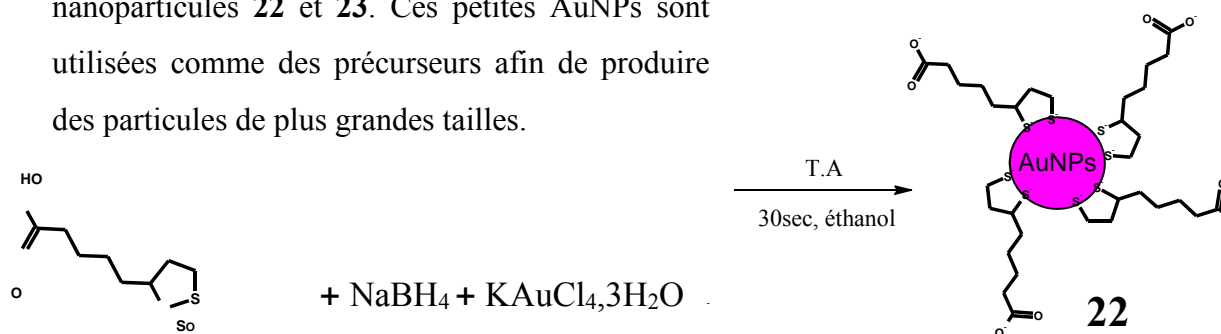 nanoparticules 22 et 23. Ces petites AuNPs sont
utilisées comme des précurseurs afin de produire
des particules de plus grandes tailles.
HO
O
S
So
+ NaBH4 + KAuCl4,3H2O
T.A
30sec, éthanol
O-
O
O
O-
S-
S-
S-
S-
AuNPs
S-
S-
S-
S-
O
O-
O
22